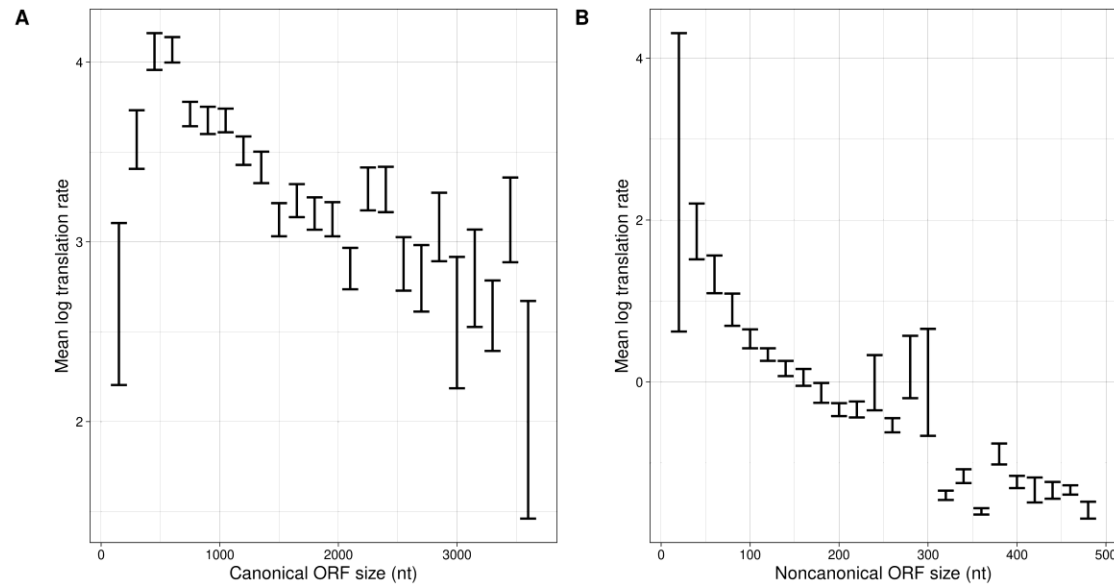 A
Mean log translation rate
4
3
2
0 1000 2000 3000
Canonical ORF size (nt)
B
Mean log translation rate
4
2
0
0 100 200 300 400 500
Noncanonical ORF size (nt)